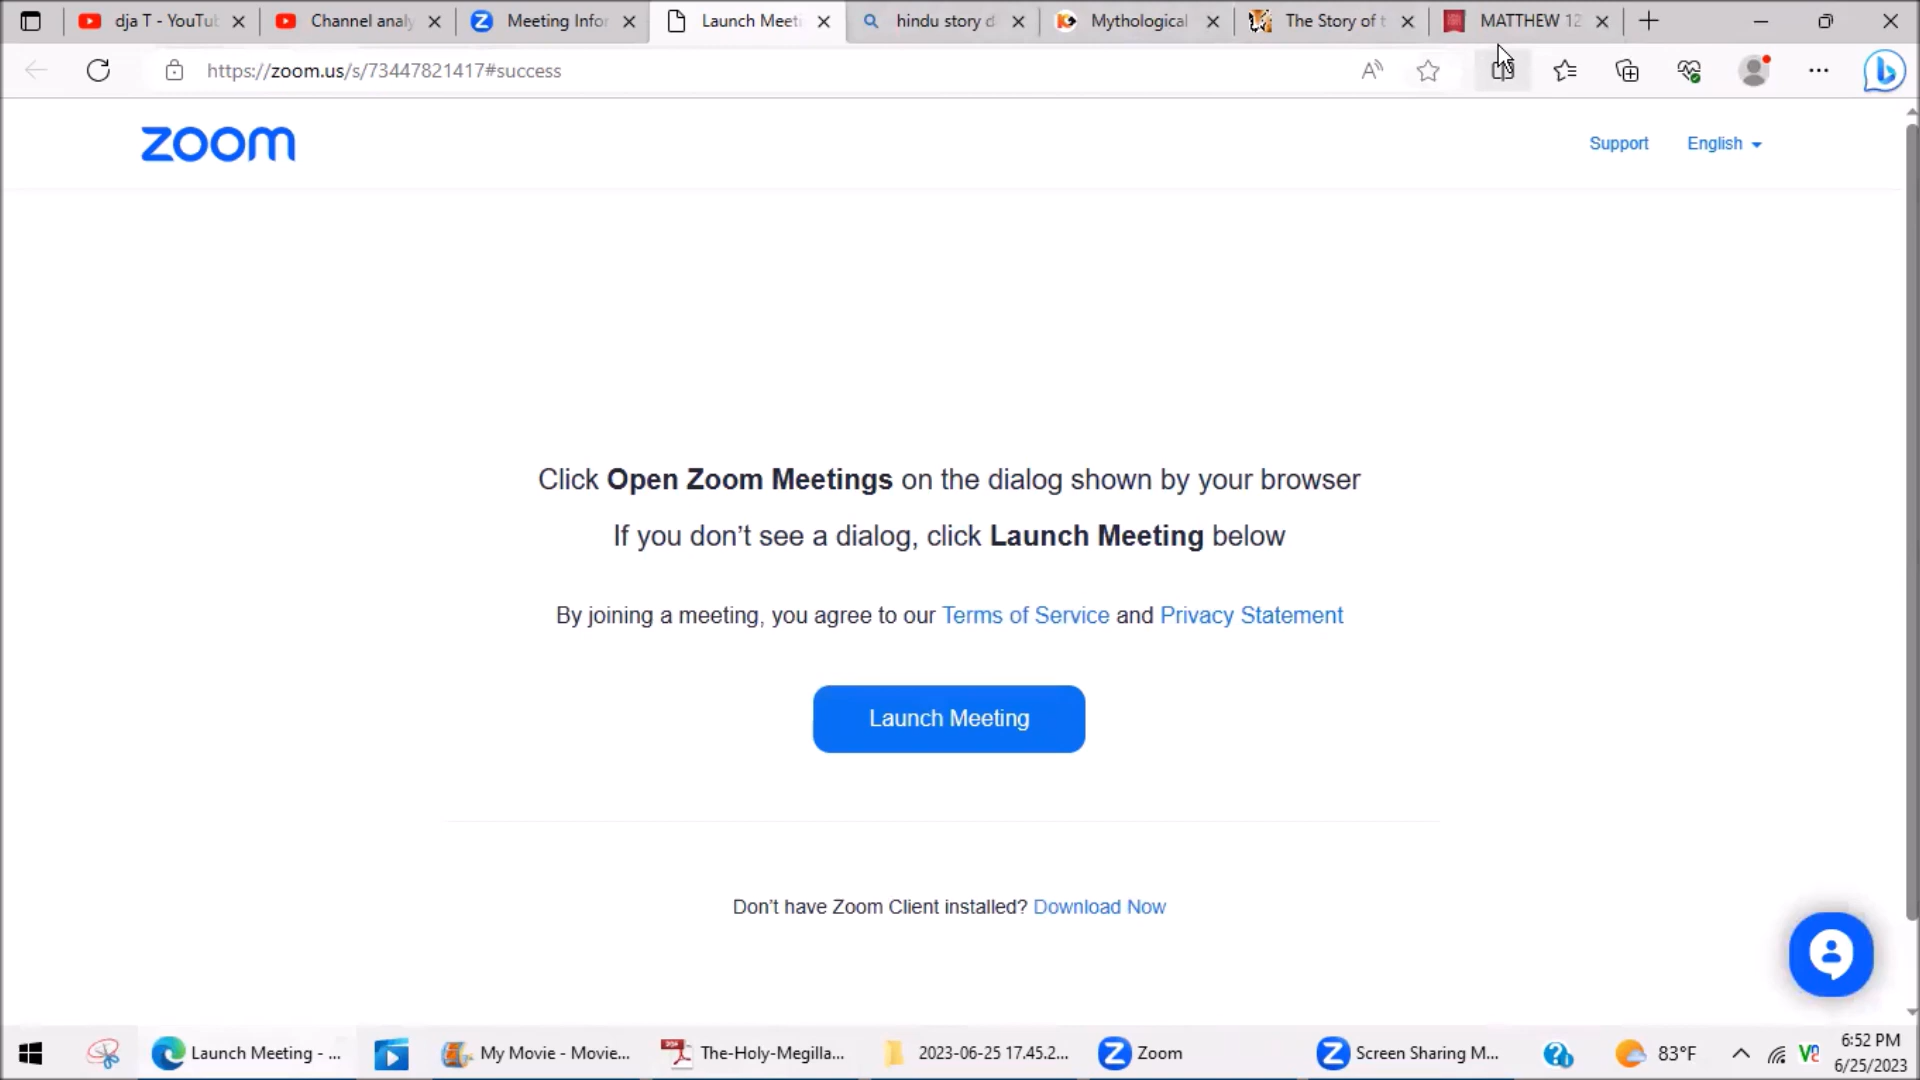 dja T - YouTub
Channel analy
Meeting Infor
Launch Meeti
hindu story d
Mythological
The Story of t
MATTHEW 12
https://zoom.us/s/73447821417#success
zoom
Support
English
Click Open Zoom Meetings on the dialog shown by your browser
If you don’t see a dialog, click Launch Meeting below
By joining a meeting, you agree to our Terms of Service and Privacy Statement
Launch Meeting
Don’t have Zoom Client installed? Download Now
Launch Meeting - ...
My Movie - Movie...
The-Holy-Megilla...
2023-06-25 17.45.2...
Zoom
Screen Sharing M...
83°F
6:52 PM
6/25/2023